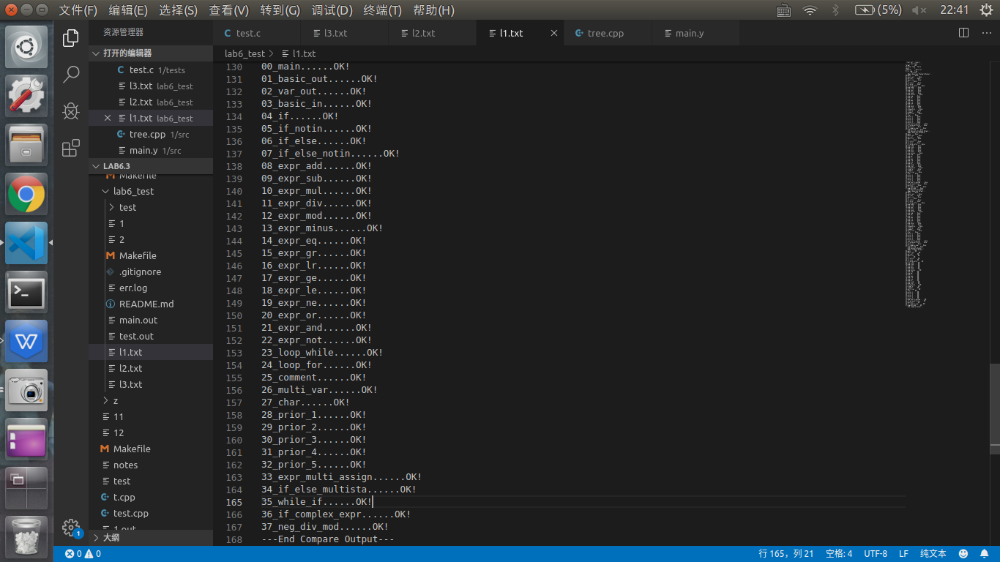 文件(F) 编辑(E) 选择(S) 查看(V) 转到(G) 调试(D) 终端(T) 帮助(H) (5%) 22:41
资源管理器
test.c l3.txt l2.txt l1.txt tree.cpp main.y
打开的编辑器
lab6_test > l1.txt
test.c 1/tests
l3.txt lab6_test
l2.txt lab6_test
l1.txt lab6_test
tree.cpp 1/src
main.y 1/src
LAB6.3
Makefile
lab6_test
test
1
2
Makefile
.gitignore
err.log
README.md
main.out
test.out
l1.txt
l2.txt
l3.txt
z
11
12
Makefile
notes
test
t.cpp
test.cpp
1.out
大纲
1
130 00_main......OK!
131 01_basic_out......OK!
132 02_var_out......OK!
133 03_basic_in......OK!
134 04_if......OK!
135 05_if_notin......OK!
136 06_if_else......OK!
137 07_if_else_notin......OK!
138 08_expr_add......OK!
139 09_expr_sub......OK!
140 10_expr_mul......OK!
141 11_expr_div......OK!
142 12_expr_mod......OK!
143 13_expr_minus......OK!
144 14_expr_eq......OK!
145 15_expr_gr......OK!
146 16_expr_lr......OK!
147 17_expr_ge......OK!
148 18_expr_le......OK!
149 19_expr_ne......OK!
150 20_expr_or......OK!
151 21_expr_and......OK!
152 22_expr_not......OK!
153 23_loop_while......OK!
154 24_loop_for......OK!
155 25_comment......OK!
156 26_multi_var......OK!
157 27_char......OK!
158 28_prior_1......OK!
159 29_prior_2......OK!
160 30_prior_3......OK!
161 31_prior_4......OK!
162 32_prior_5......OK!
163 33_expr_multi_assign......OK!
164 34_if_else_multista......OK!
165 35_while_if......OK!
166 36_if_complex_expr......OK!
167 37_neg_div_mod......OK!
168 ---End Compare Output---
0 0 行 165，列 21 空格: 4 UTF-8 LF 纯文本